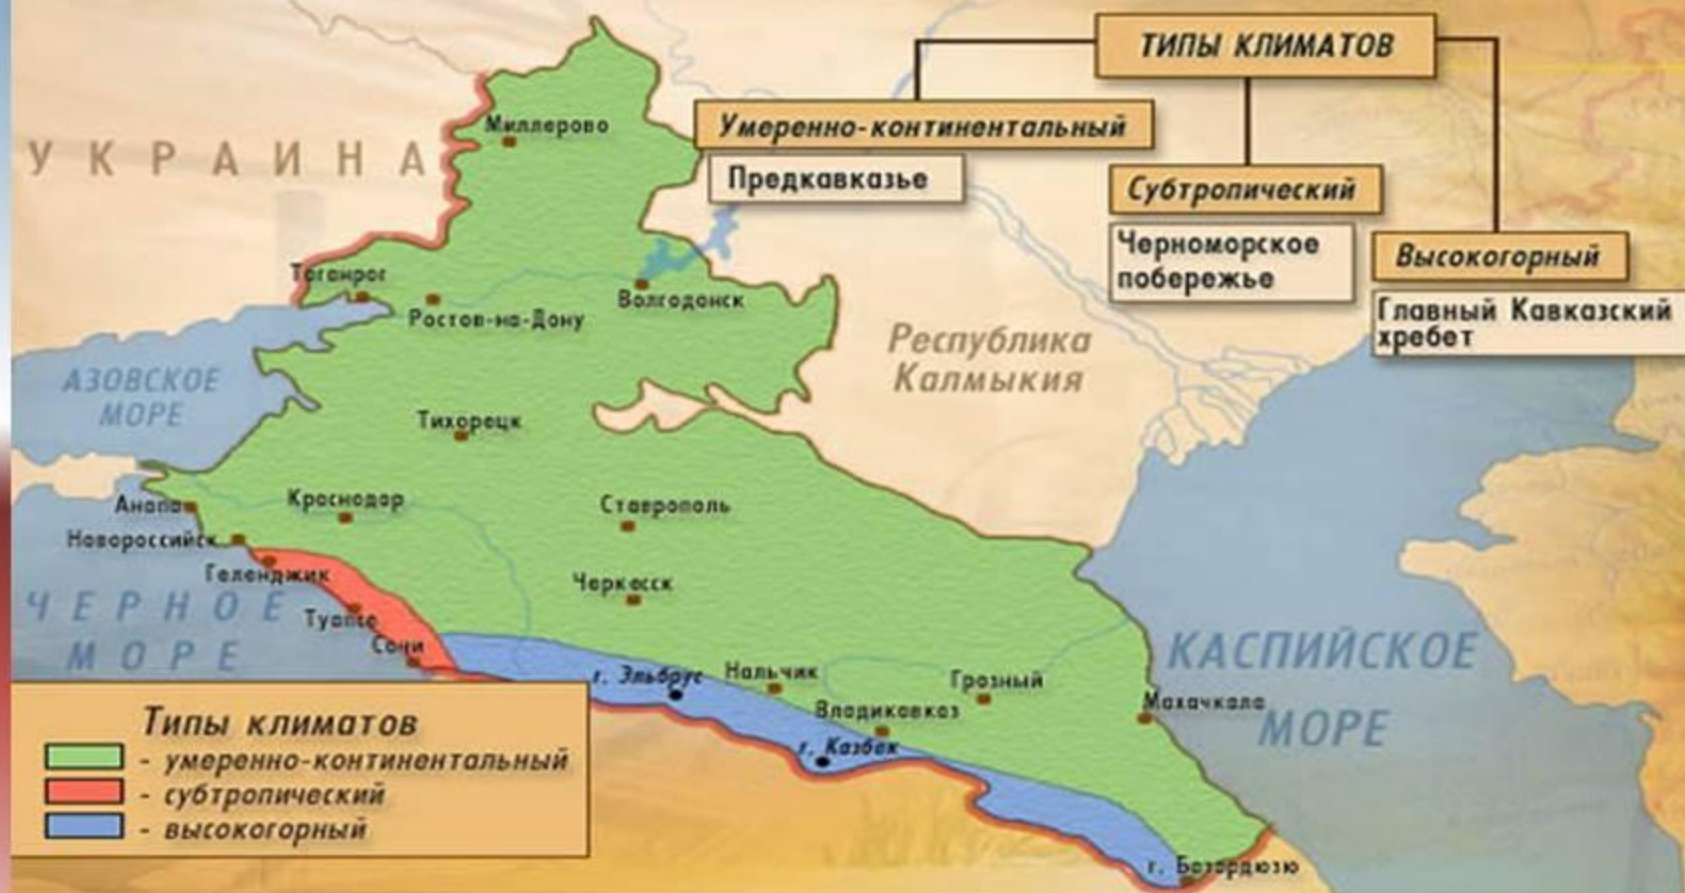 ТИПЫ КЛИМАТОВ
Умеренно-континентальный
Предкавказье
Субтропический
Черноморское
побережье
Высокогорный
Главный Кавказский
хребет
УКРАИНА
Миллерово
Таганрог
Ростов-на-Дону
Волгодонск
Республика
Калмыкия
АЗОВСКОЕ
МОРЕ
Тихорецк
Анапа
Краснодар
Ставрополь
Новороссийск
Геленджик
Черкесск
ЧЕРНОЕ
МОРЕ
Туапсе
Сочи
г. Эльбрус
Нальчик
Грозный
Владикавказ
г. Казбек
Махачкала
КАСПИЙСКОЕ
МОРЕ
г. Базардюзю
Типы климатов
- умеренно-континентальный
- субтропический
- высокогорный